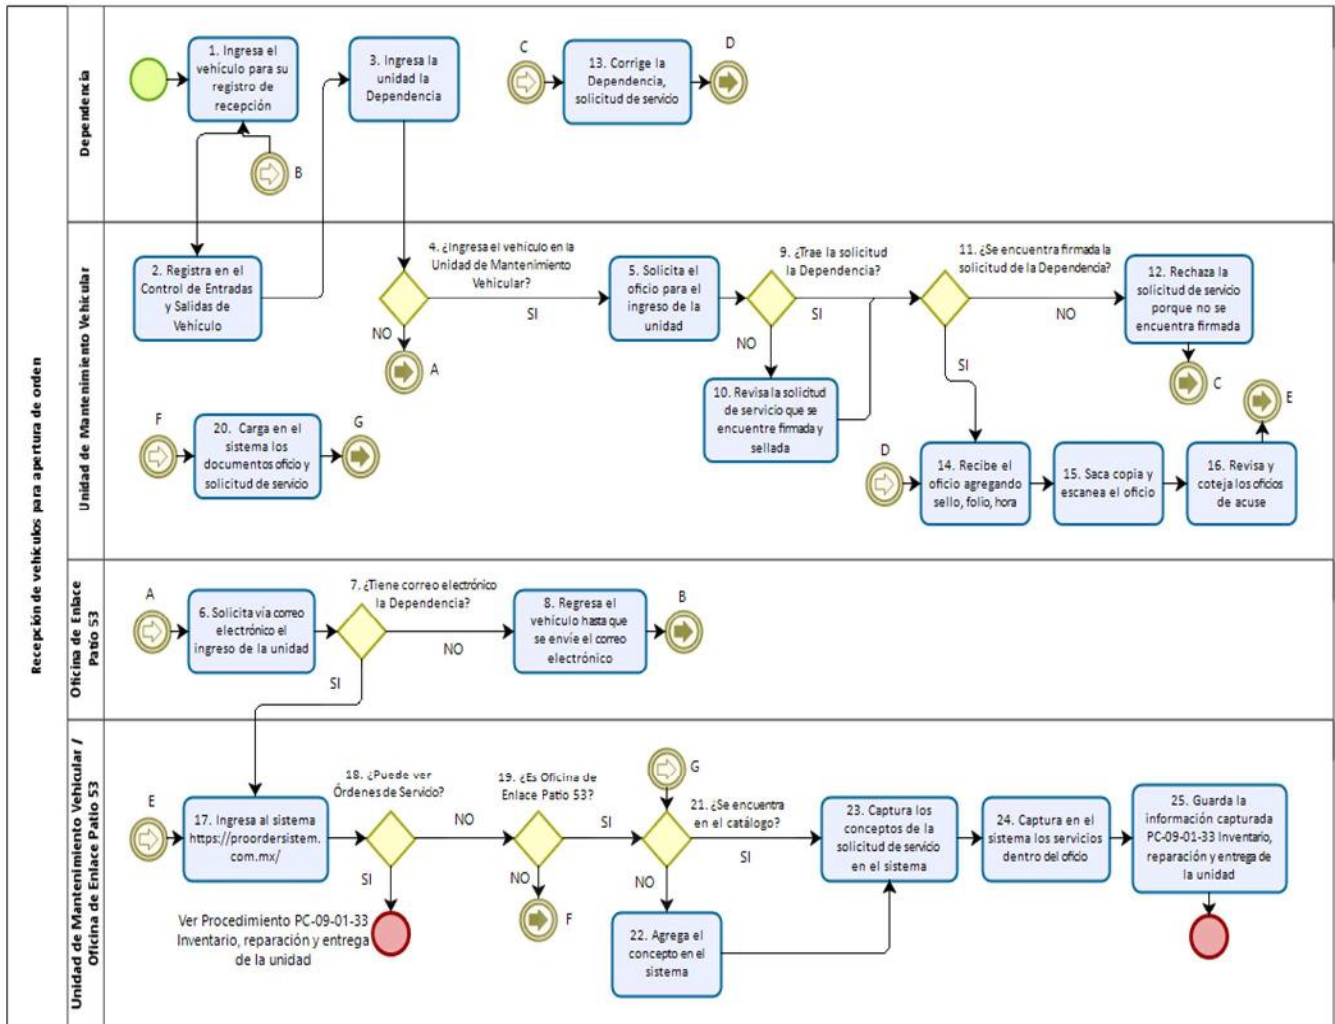 Recepción de vehículos para apertura de orden
Dependencia
1. Ingresa el
vehículo para su
registro de
recepción
3. Ingresa la
unidad la
Dependencia
C
13. Corrige la
Dependencia,
solicitud de servicio
D
B
Unidad de Mantenimiento Vehicular
2. Registra en el
Control de Entradas
y Salidas de
Vehículo
4. ¿Ingresa el vehículo en la
Unidad de Mantenimiento
Vehicular?
SI
NO
A
5. Solicita el
oficio para el
ingreso de la
unidad
9. ¿Trae la solicitud
la Dependencia?
SI
NO
10. Revisa la solicitud
de servicio que se
encuentre firmada y
sellada
11. ¿Se encuentra firmada la
solicitud de la Dependencia?
NO
SI
12. Rechaza la
solicitud de servicio
porque no se
encuentra firmada
C
E
F
20. Carga en el
sistema los
documentos oficio y
solicitud de servicio
G
D
14. Recibe el
oficio agregando
sello, folio, hora
15. Saca copia y
escanea el oficio
16. Revisa y
coteja los oficios
de acuse
Oficina de Enlace
Patio 53
A
6. Solicita vía correo
electrónico el
ingreso de la unidad
7. ¿Tiene correo electrónico
la Dependencia?
NO
SI
8. Regresa el
vehículo hasta que
se envíe el correo
electrónico
B
Unidad de Mantenimiento Vehicular /
Oficina de Enlace Patio 53
E
17. Ingresa al sistema
https://proordersistem.
com.mx/
18. ¿Puede ver
Órdenes de Servicio?
NO
SI
Ver Procedimiento PC-09-01-33
Inventario, reparación y entrega
de la unidad
19. ¿Es Oficina de
Enlace Patio 53?
SI
NO
F
G
21. ¿Se encuentra
en el catálogo?
SI
NO
22. Agrega el
concepto en el
sistema
23. Captura los
conceptos de la
solicitud de servicio
en el sistema
24. Captura en el
sistema los servicios
dentro del oficio
25. Guarda la
información capturada
PC-09-01-33 Inventario,
reparación y entrega de
la unidad